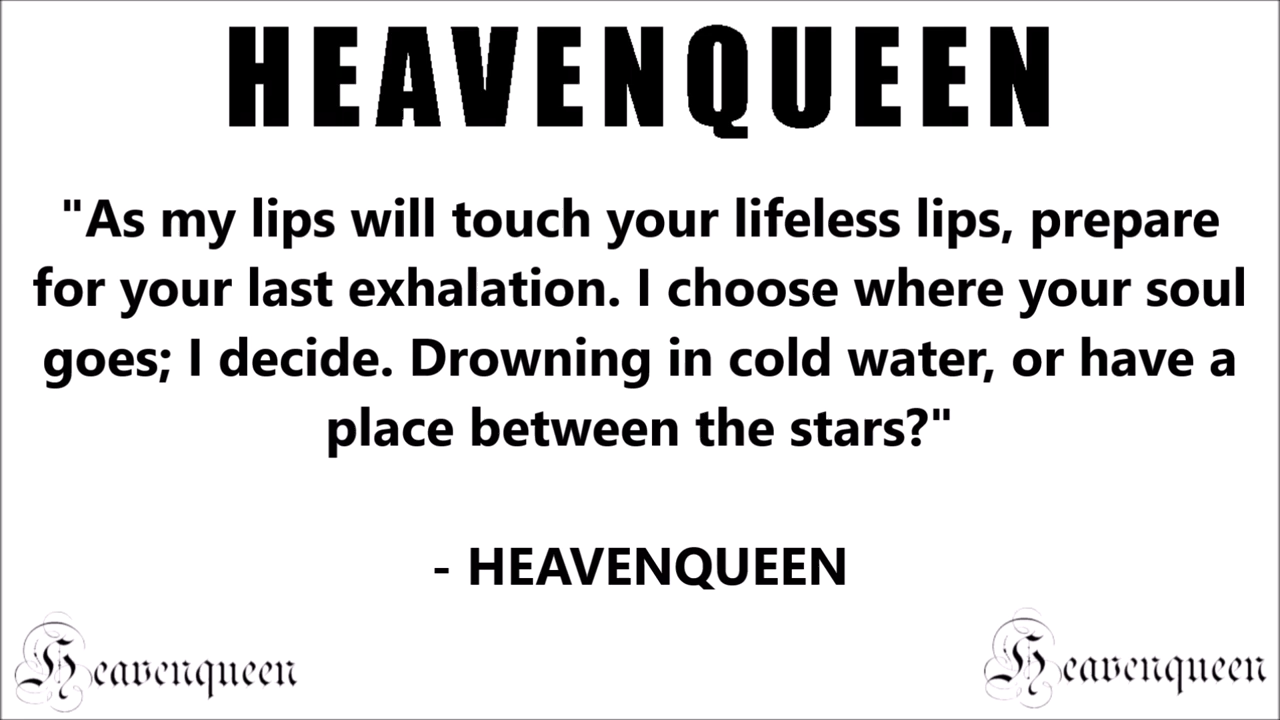 HEAVENQUEEN
"As my lips will touch your lifeless lips, prepare
for your last exhalation. I choose where your soul
goes; I decide. Drowning in cold water, or have a
place between the stars?"
- HEAVENQUEEN
Heavenqueen
Heavenqueen